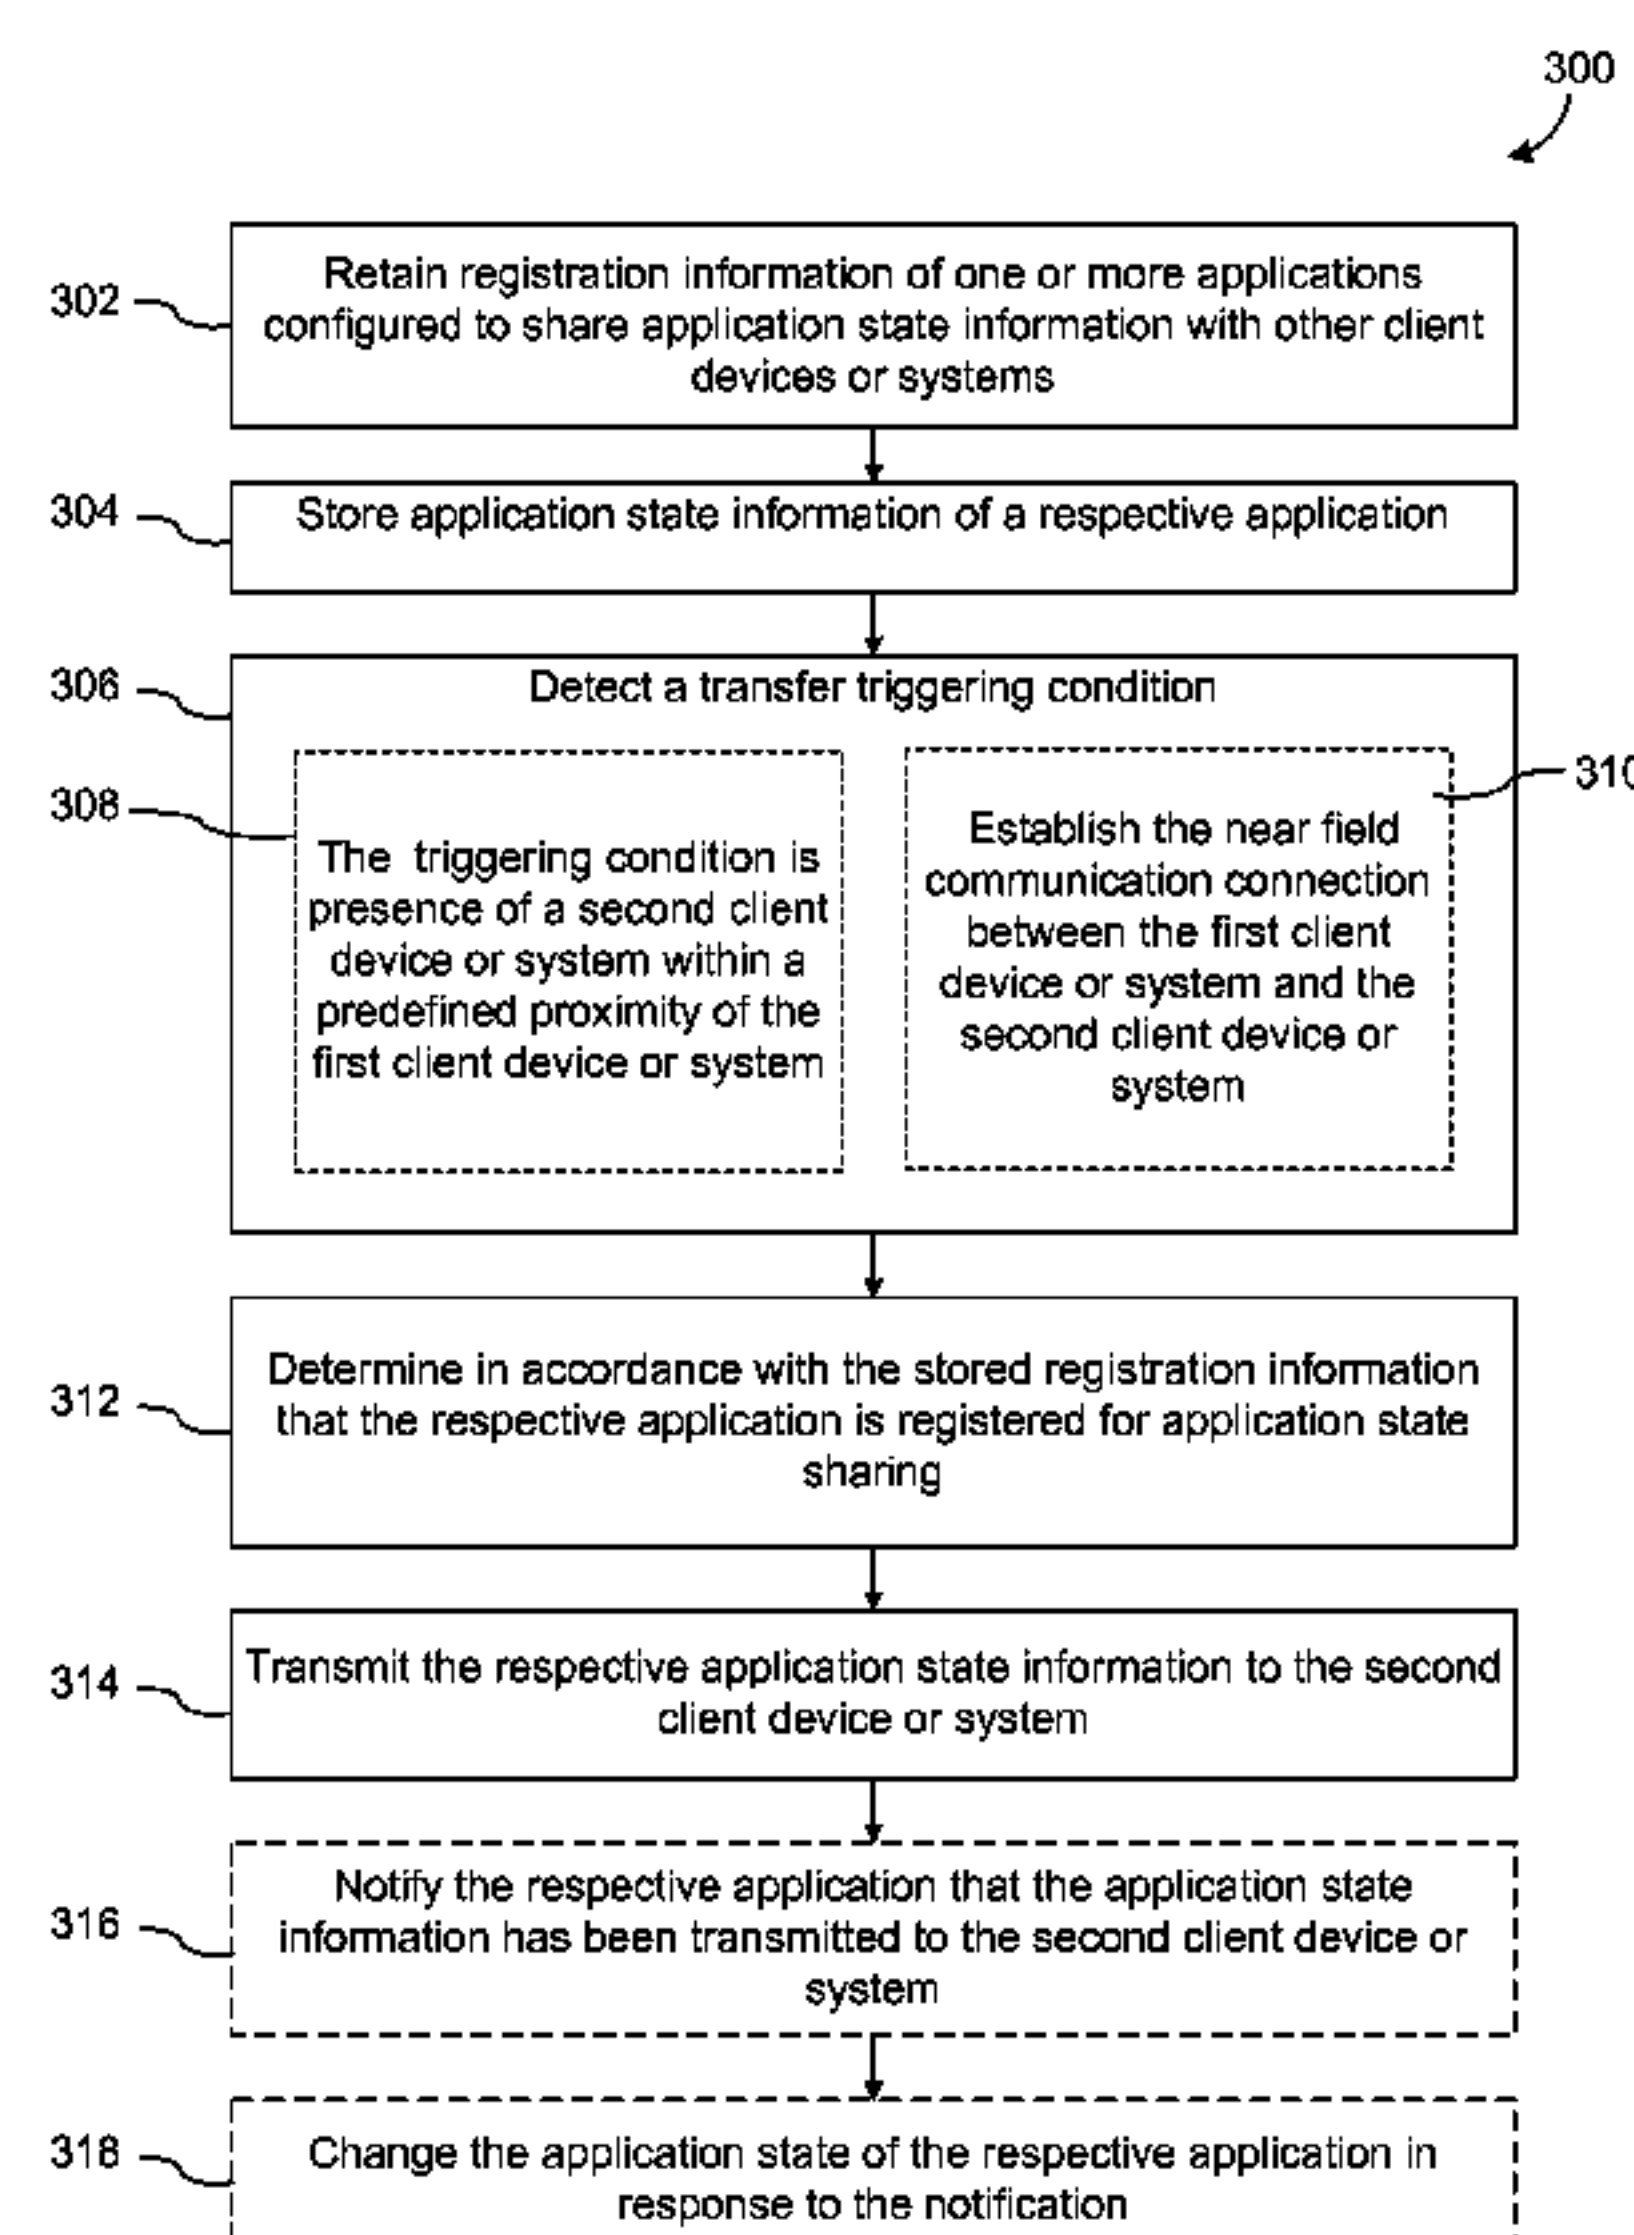 300
302
Retain registration information of one or more applications
configured to share application state information with other client
devices or systems
304
Store application state information of a respective application
306
Detect a transfer triggering condition
308
The triggering condition is
presence of a second client
device or system within a
predefined proximity of the
first client device or system
310
Establish the near field
communication connection
between the first client
device or system and the
second client device or
system
312
Determine in accordance with the stored registration information
that the respective application is registered for application state
sharing
314
Transmit the respective application state information to the second
client device or system
316
Notify the respective application that the application state
information has been transmitted to the second client device or
system
318
Change the application state of the respective application in
response to the notification